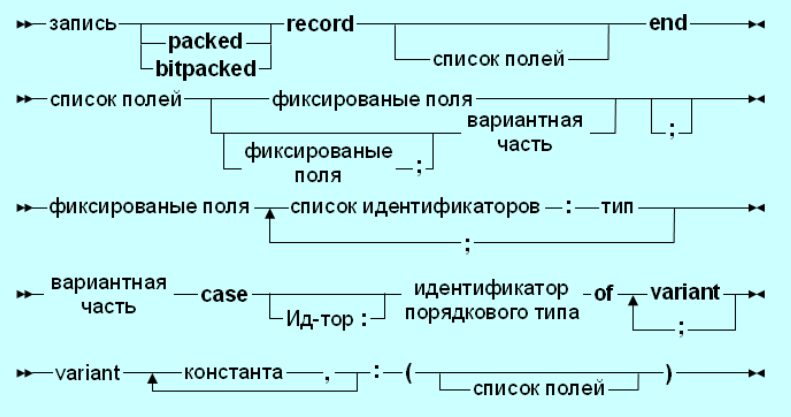 запись packed bitpacked record список полей end
список полей фиксированые поля фиксированые поля ; вариантная часть ;
фиксированые поля список идентификаторов : тип ;
вариантная часть case Ид-тор : идентификатор порядкового типа of variant ;
variant константа , : ( список полей )